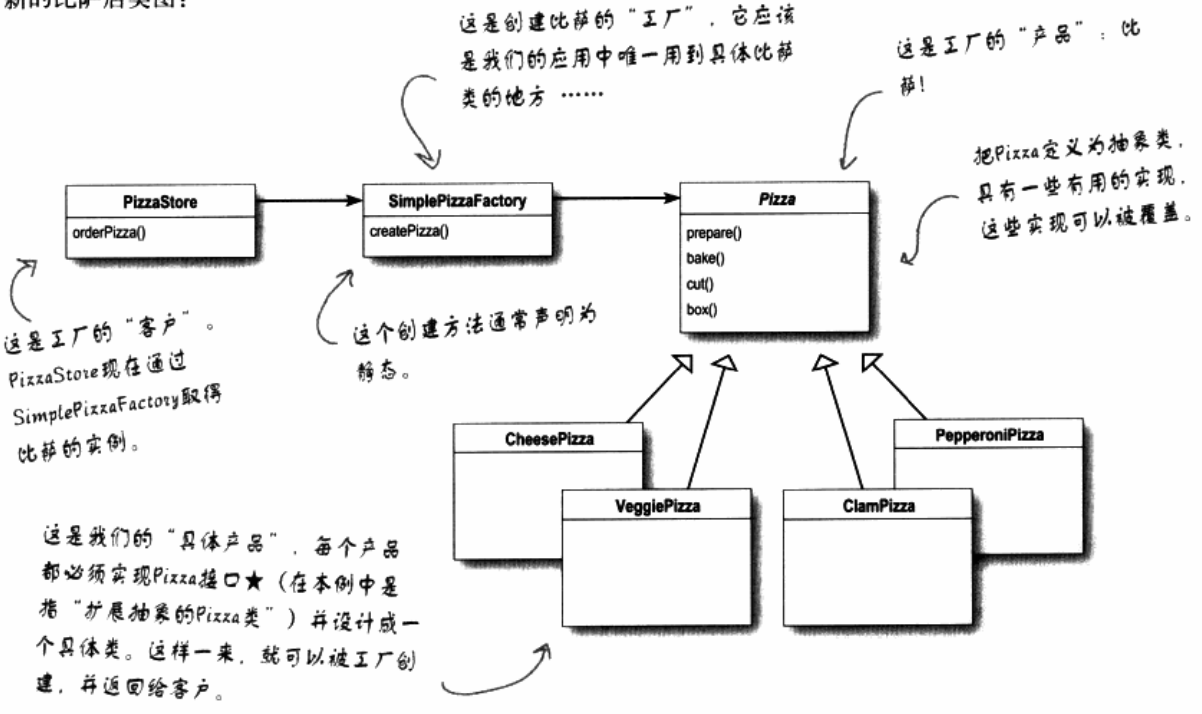 新的比萨店类图：
这是创建比萨的“工厂”，它应该
是我们的应用中唯一用到具体比萨
类的地方 ……
这是工厂的“产品”：比
萨！
把Pizza定义为抽象类，
具有一些有用的实现，
这些实现可以被覆盖。
PizzaStore
orderPizza()
SimplePizzaFactory
createPizza()
Pizza
prepare()
bake()
cut()
box()
这是工厂的“客户”。
PizzaStore现在通过
SimplePizzaFactory取得
比萨的实例。
这个创建方法通常声明为
静态。
CheesePizza
VeggiePizza
ClamPizza
PepperoniPizza
这是我们的“具体产品”，每个产品
都必须实现Pizza接口★（在本例中是
指“扩展抽象的Pizza类”）并设计成一
个具体类。这样一来，就可以被工厂创
建，并返回给客户。